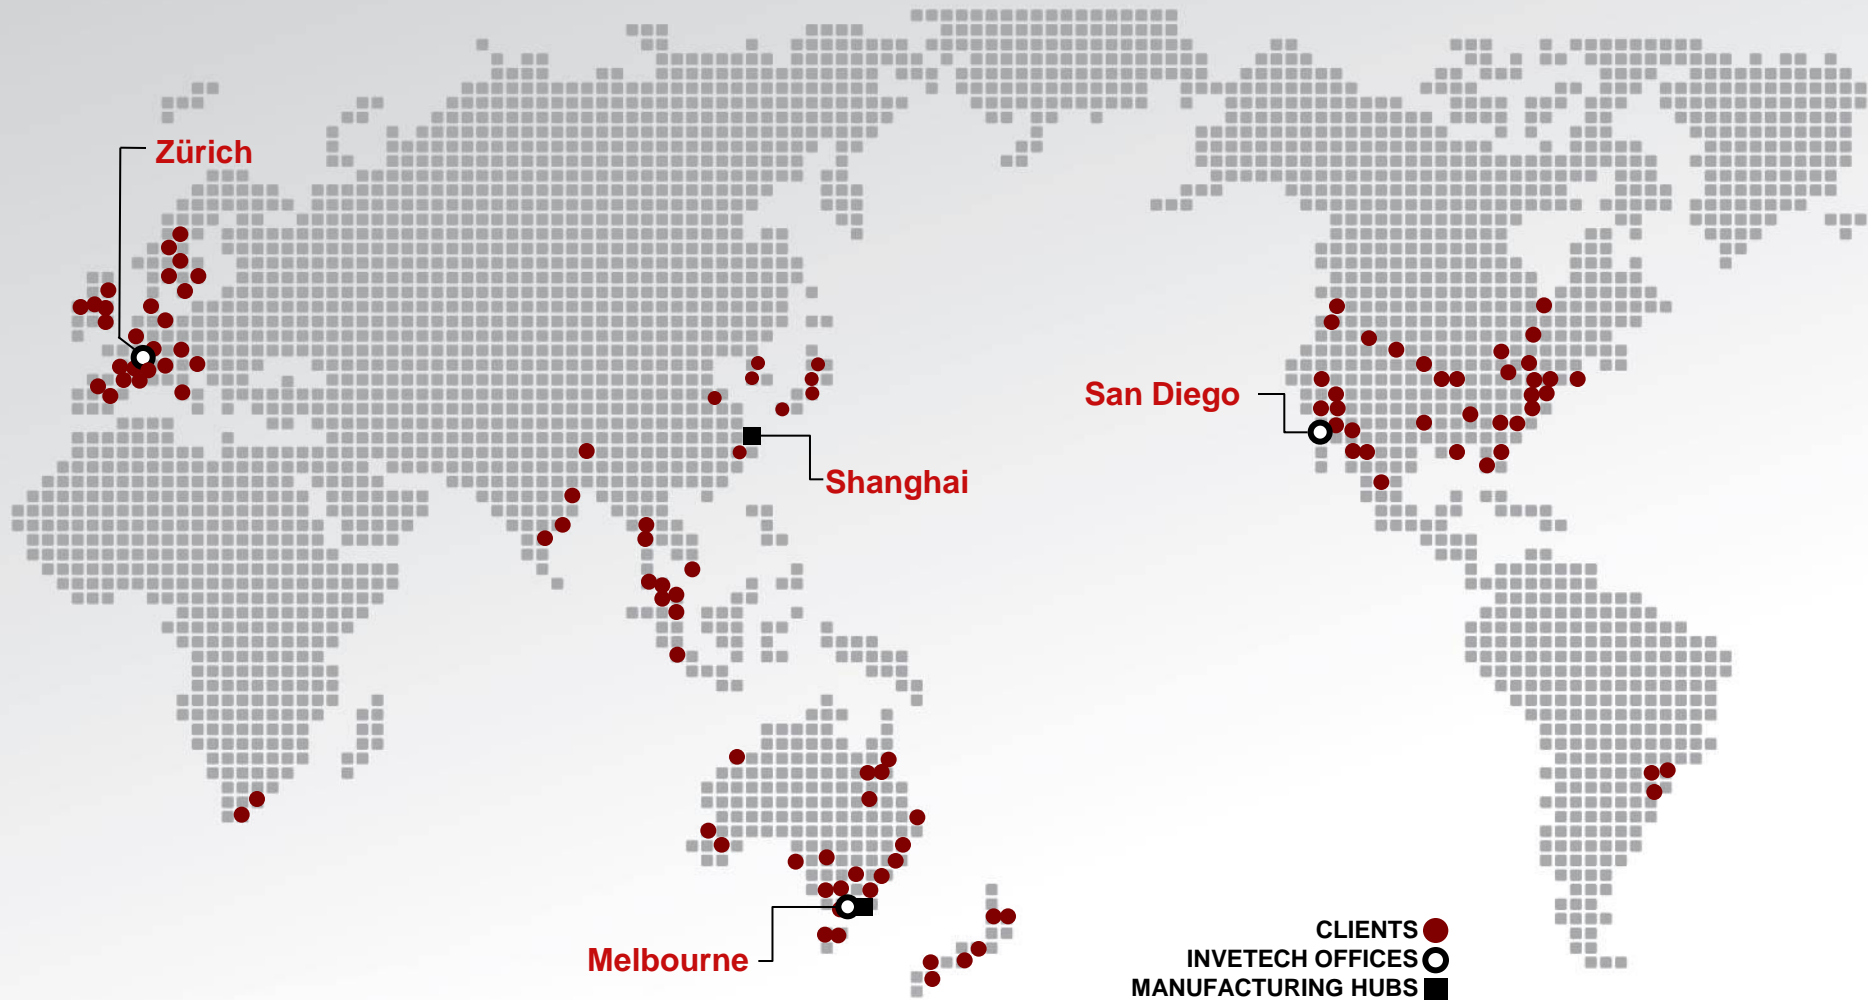 Zürich
San Diego
Shanghai
Melbourne
CLIENTS
INVETECH OFFICES
MANUFACTURING HUBS